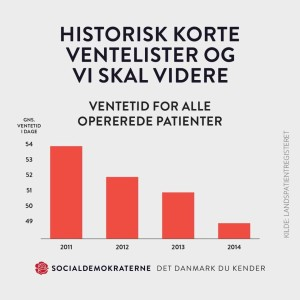 HISTORISK KORTE
VENTELISTER OG
VI SKAL VIDERE
VENTETID FOR ALLE
OPEREREDE PATIENTER
GNS.
VENTETID
I DAGE
54
53
52
51
50
49
2011
2012
2013
2014
KILDE: LANDSPATIENTREGISTERET
SOCIALDEMOKRATERNE DET DANMARK DU KENDER